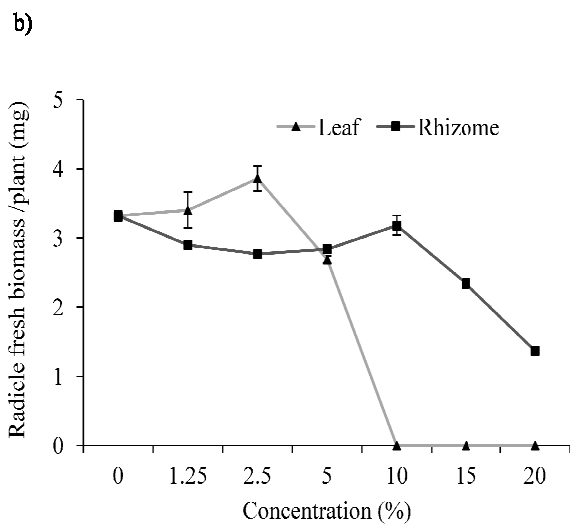 b)
5
Leaf Rhizome
4
3
2
1
0
Radicle fresh biomass /plant (mg)
0 1.25 2.5 5 10 15 20
Concentration (%)